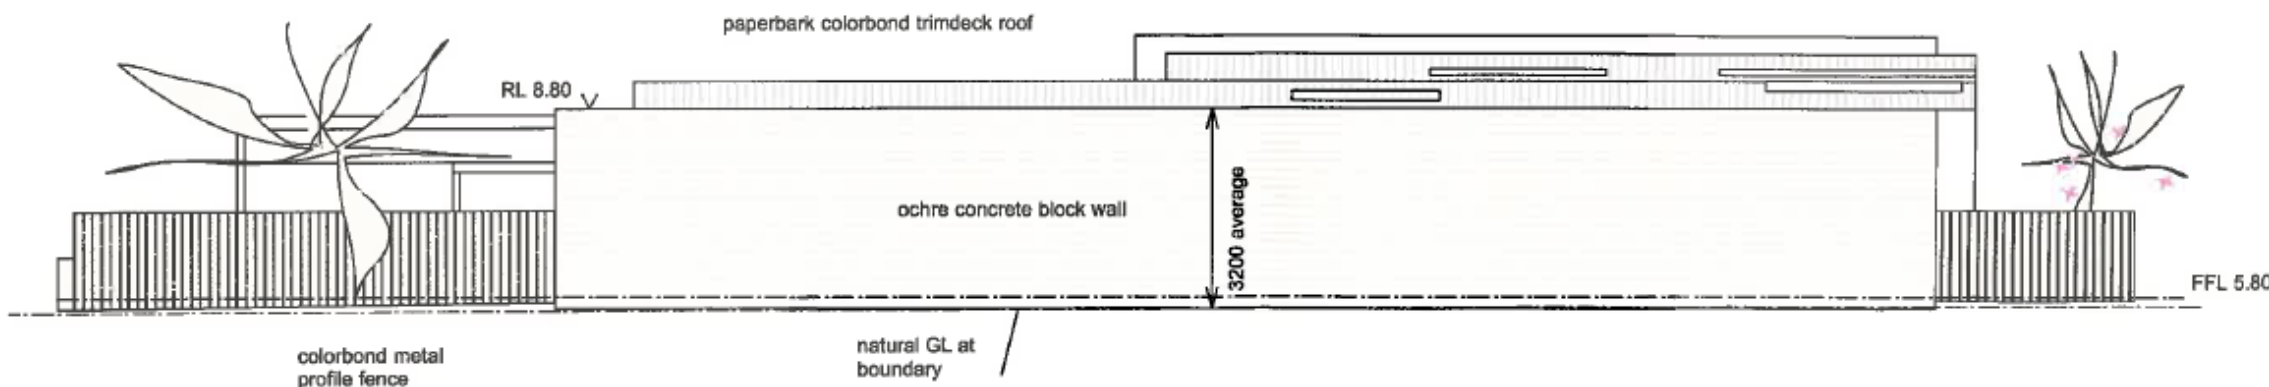 paperbark colorbond trimdeck roof
RL 8.80
ochre concrete block wall
3200 average
FFL 5.80
natural GL at
boundary
colorbond metal
profile fence